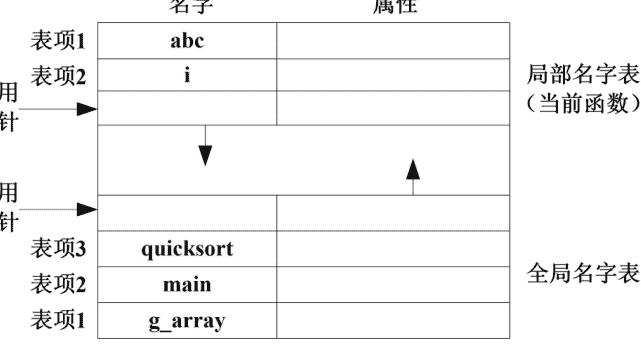 名字 属性
表项1 abc
表项2 i
局部名字表
(当前函数)
用
针
用
针
表项3 quicksort
表项2 main
全局名字表
表项1 g_array